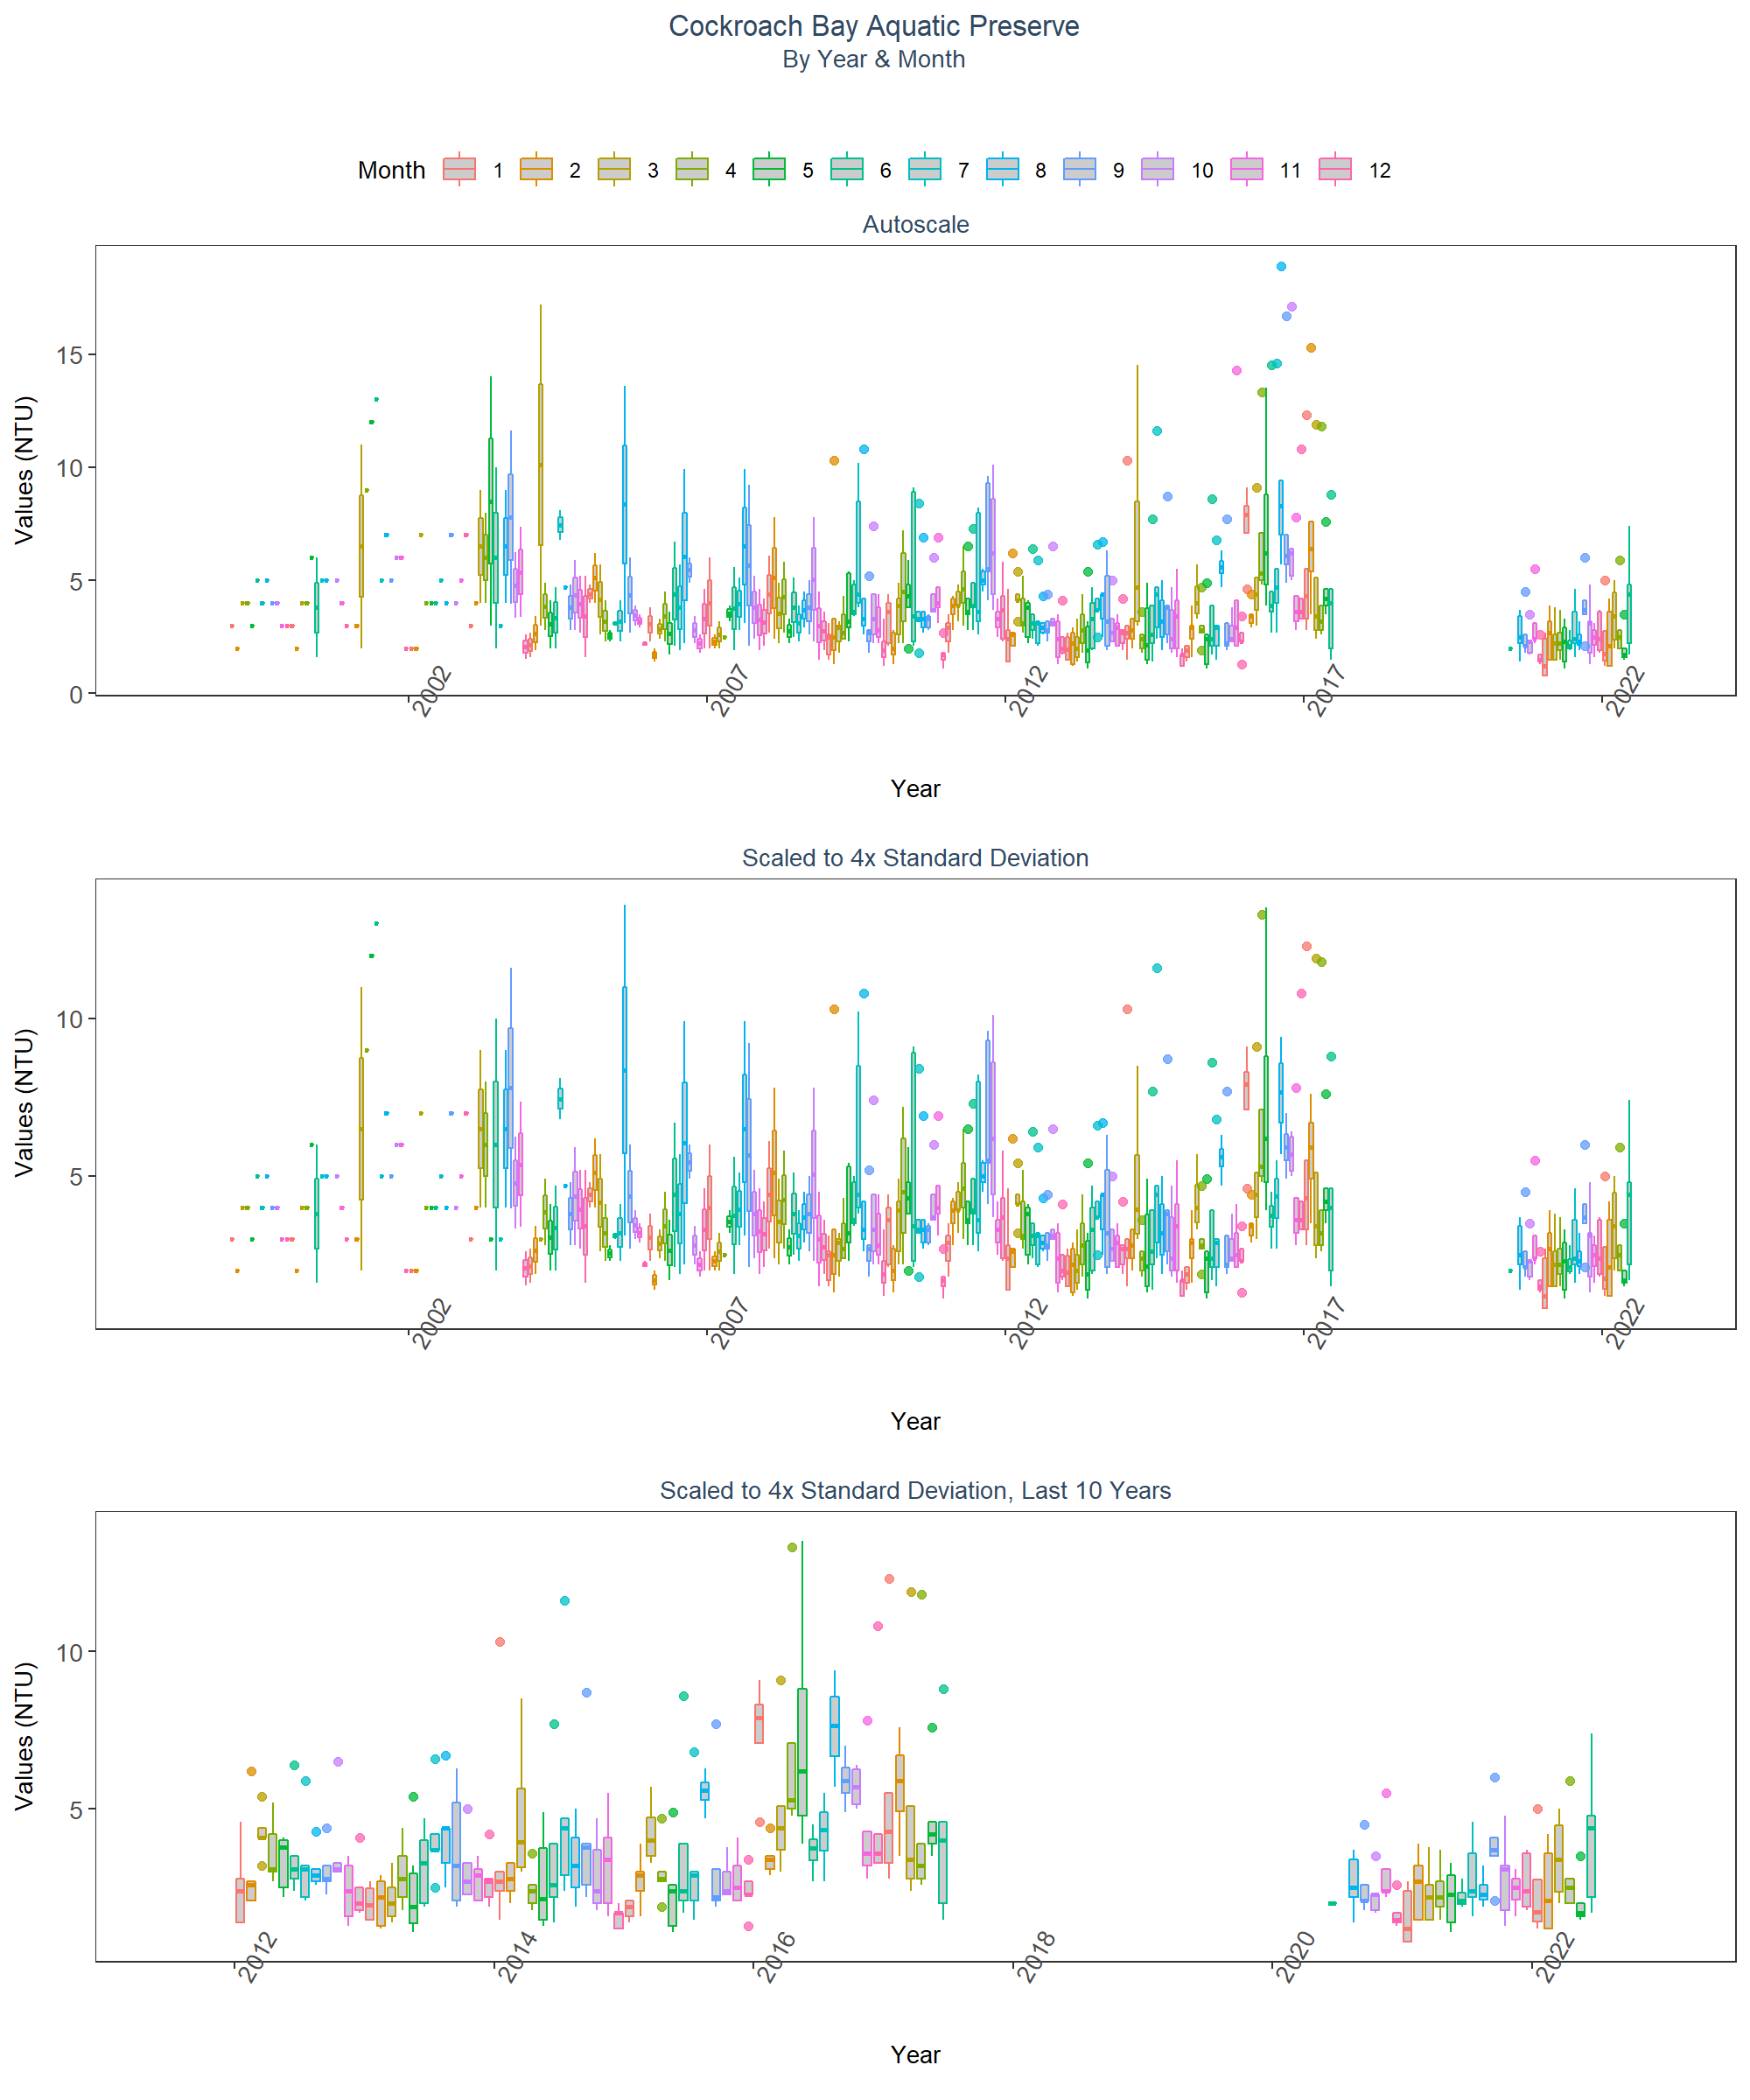 Cockroach Bay Aquatic Preserve
By Year & Month
Month 1 2 3 4 5 6 7 8 9 10 11 12
Autoscale
Values (NTU)
15
10
5
0
2002 2007 2012 2017 2022
Year
Scaled to 4x Standard Deviation
Values (NTU)
10
5
2002 2007 2012 2017 2022
Year
Scaled to 4x Standard Deviation, Last 10 Years
Values (NTU)
10
5
2012 2014 2016 2018 2020 2022
Year